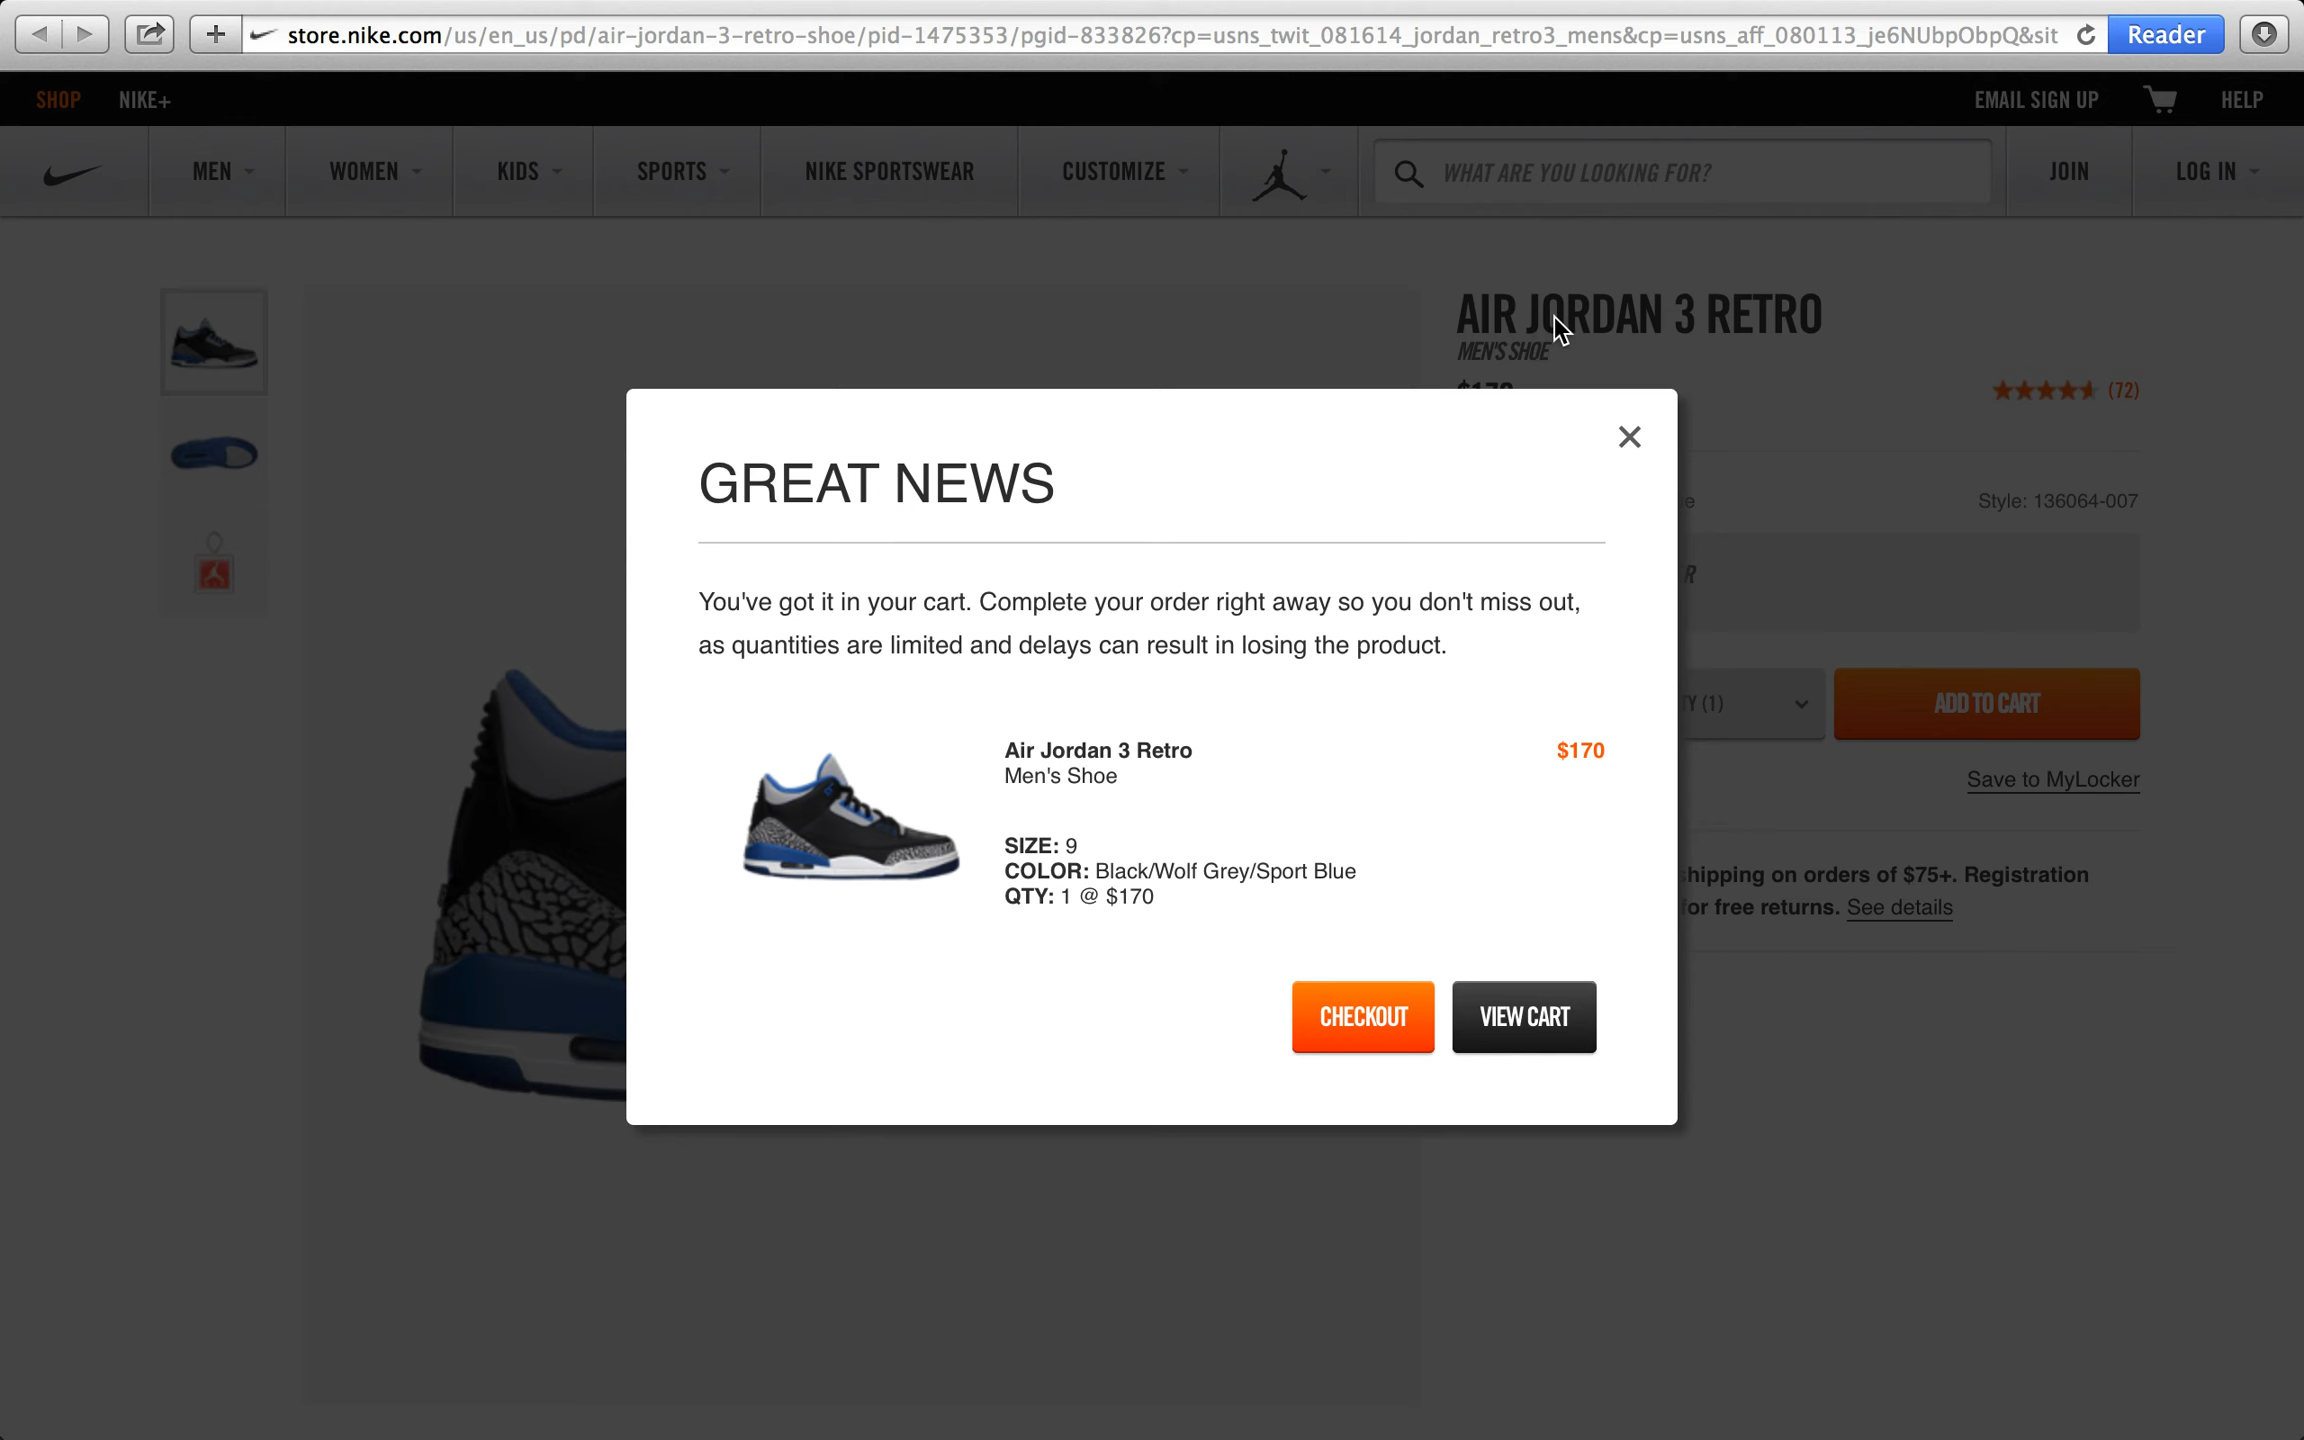 store.nike.com/us/en_us/pd/air-jordan-3-retro-shoe/pid-1475353/pgid-833826?cp=usns_twit_081614_jordan_retro3_mens&cp=usns_aff_080113_je6NUbpObpQ&sit
Reader
SHOP NIKE+ EMAIL SIGN UP HELP
MEN WOMEN KIDS SPORTS NIKE SPORTSWEAR CUSTOMIZE WHAT ARE YOU LOOKING FOR? JOIN LOG IN
AIR JORDAN 3 RETRO
MEN'S SHOE
$170
(72)
Style: 136064-007
TY (1)
ADD TO CART
Save to MyLocker
hipping on orders of $75+. Registration
for free returns. See details
GREAT NEWS
You've got it in your cart. Complete your order right away so you don't miss out,
as quantities are limited and delays can result in losing the product.
Air Jordan 3 Retro $170
Men's Shoe
SIZE: 9
COLOR: Black/Wolf Grey/Sport Blue
QTY: 1 @ $170
CHECKOUT VIEW CART